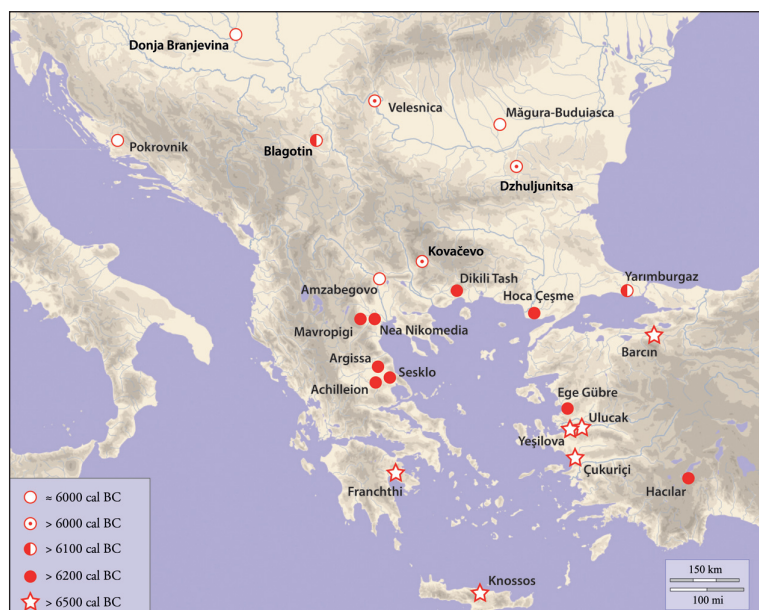 Donja Branjevina
Velesnica
Măgura-Buduiasca
Pokrovnik
Blagotin
Dzhuljunitsa
Kovačevo
Amzabegovo
Dikili Tash
Yarımburgaz
Hoca Çeşme
Mavropigi
Nea Nikomedia
Barcın
Argissa
Sesklo
Achilleion
Ege Gübre
Ulucak
Yeşilova
Çukuriçi
Franchthi
Hacılar
Knossos
≈ 6000 cal BC
> 6000 cal BC
> 6100 cal BC
> 6200 cal BC
> 6500 cal BC
150 km
100 mi